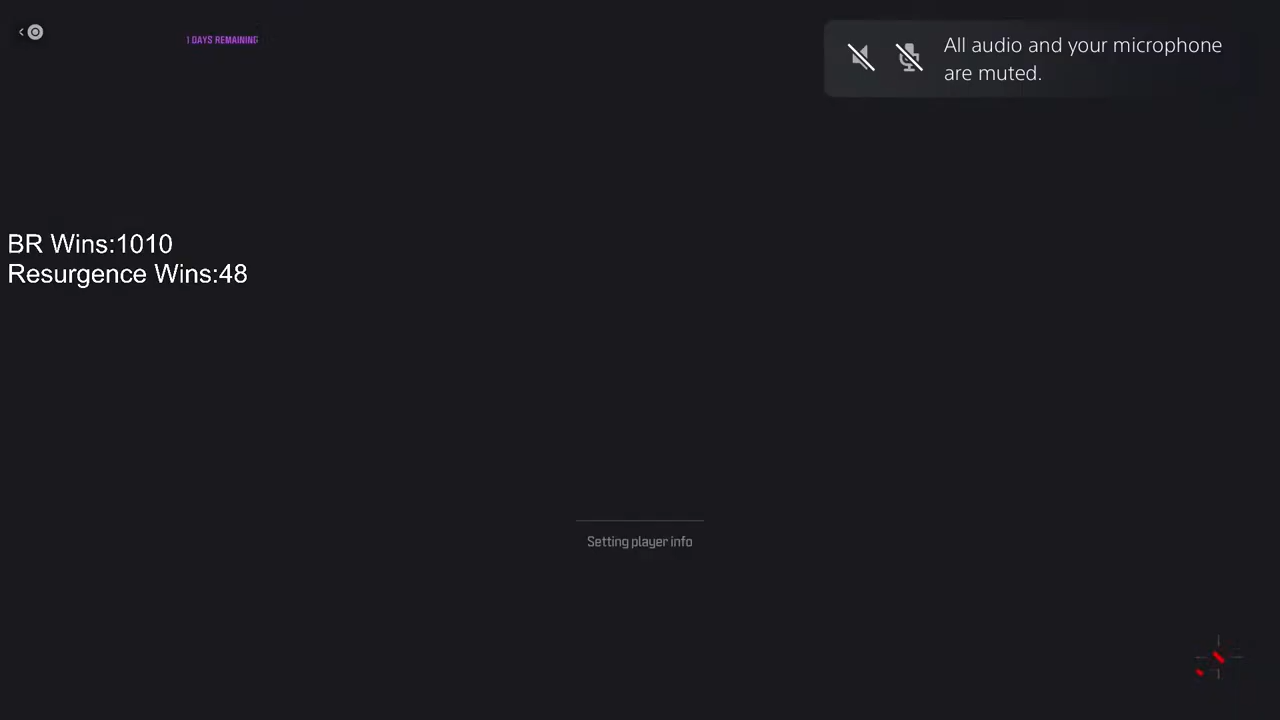 1 DAYS REMAINING
All audio and your microphone
are muted.
BR Wins:1010
Resurgence Wins:48
Setting player info